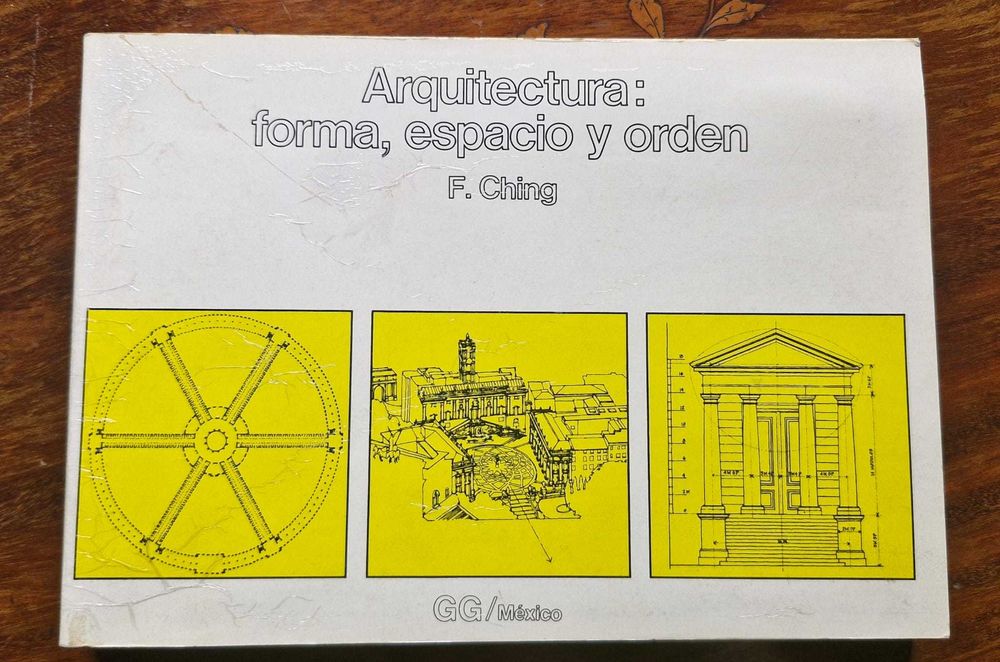 Arquitectura:
forma, espacio y orden
F. Ching
GG/México